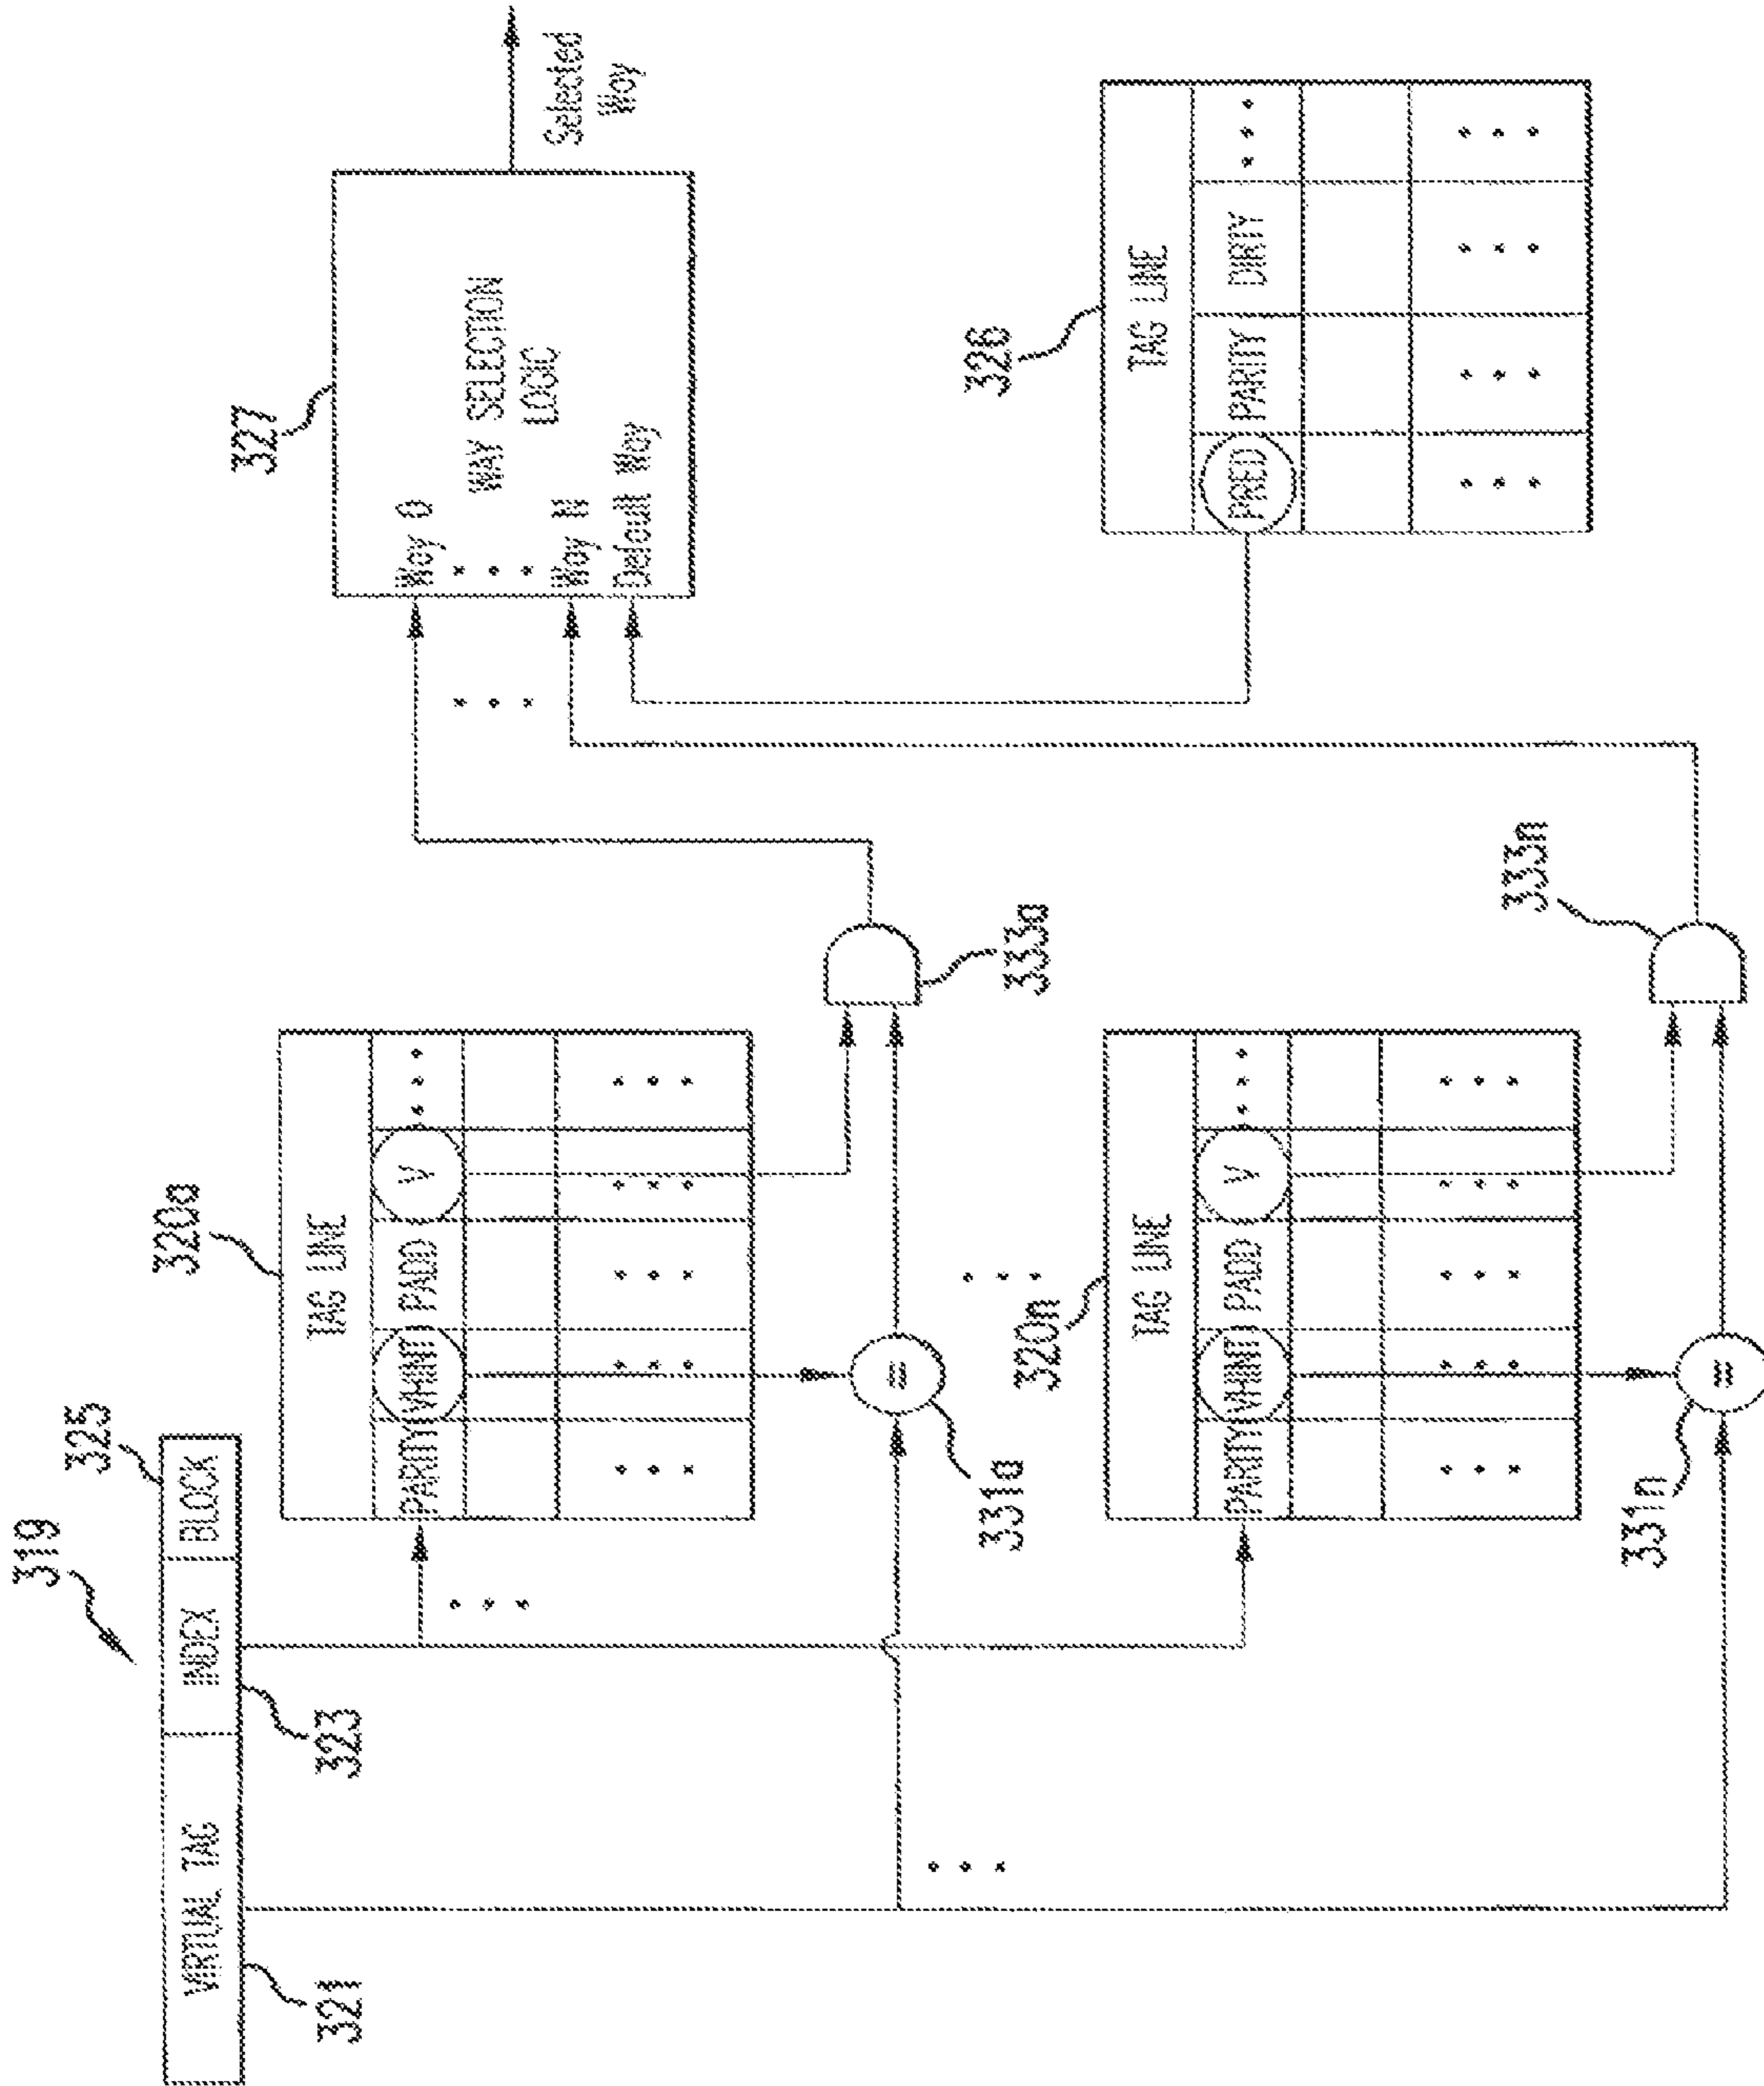 319
VIRTUAL TAG INDEX BLOCK
321
323
325
320a
TAG LINE
PARITY VHINT PADD V
331a
=
333a
320n
TAG LINE
PARITY VHINT PADD V
331n
=
333n
327
Way 0
Way N
Default Way
WAY SELECTION
LOGIC
Selected
Way
326
TAG LINE
PRED PARITY DIRTY